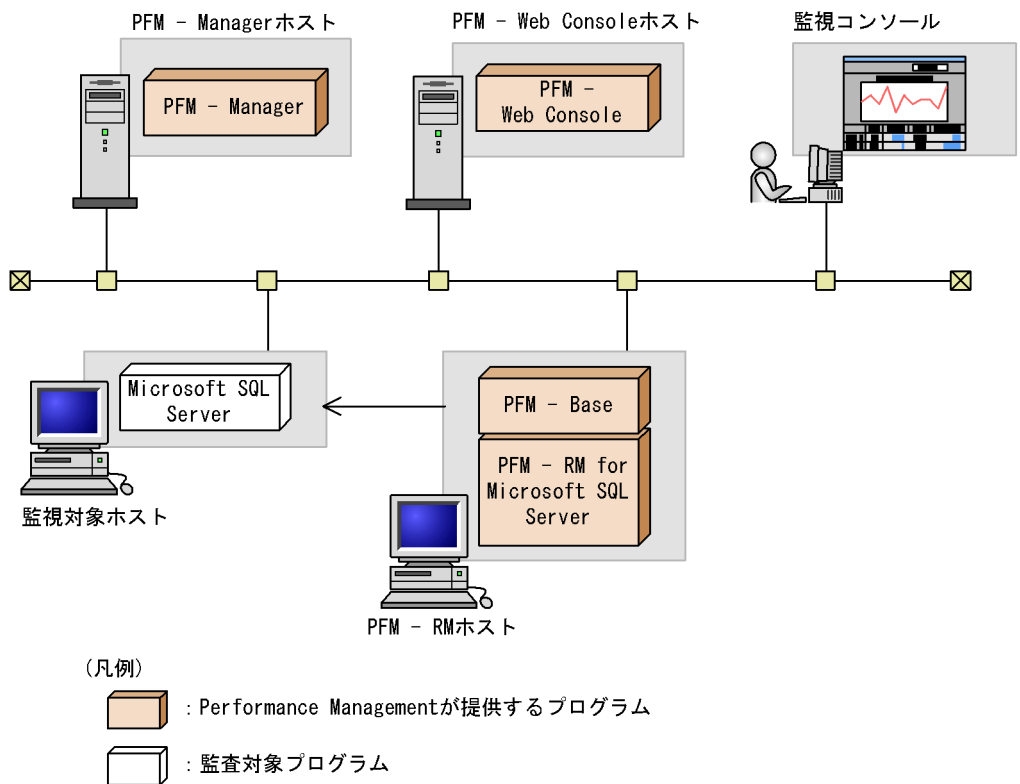 PFM - Managerホスト
PFM - Web Consoleホスト
監視コンソール
PFM - Manager
PFM -
Web Console
Microsoft SQL
Server
PFM - Base
PFM - RM for
Microsoft SQL
Server
監視対象ホスト
PFM - RMホスト
(凡例)
：Performance Managementが提供するプログラム
：監査対象プログラム